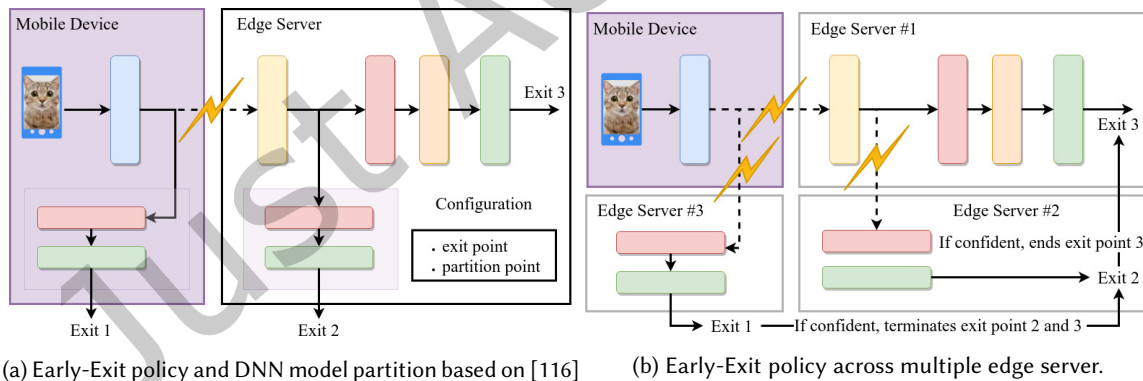 Mobile Device
Edge Server
Exit 3
Configuration
. exit point
. partition point
Exit 1
Exit 2
(a) Early-Exit policy and DNN model partition based on [116]
Mobile Device
Edge Server #1
Exit 3
Edge Server #3
Edge Server #2
If confident, ends exit point 3
Exit 2
Exit 1
If confident, terminates exit point 2 and 3
(b) Early-Exit policy across multiple edge server.
Just A